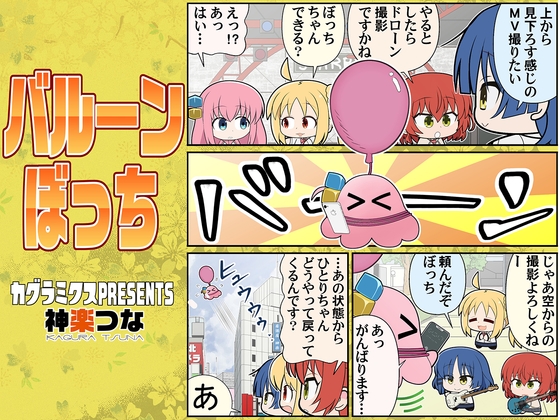 バルーン
ぼっち
カグラミクスPRESENTS
神楽つな
KAGURA TSUNA
上から
見下ろす感じの
MV撮りたい
やると
したら
ドローン
撮影
ですかね
ぼっち
ちゃん
できる?
えっ!?
あっ
はい…
バーン
じゃあ空からの
撮影よろしくねー
頼んだぞ
ぼっち
あっ
がんばります…
…あの状態から
ひとりちゃん
どうやって戻って
くるんです?
ヒュウゥゥ…
あ